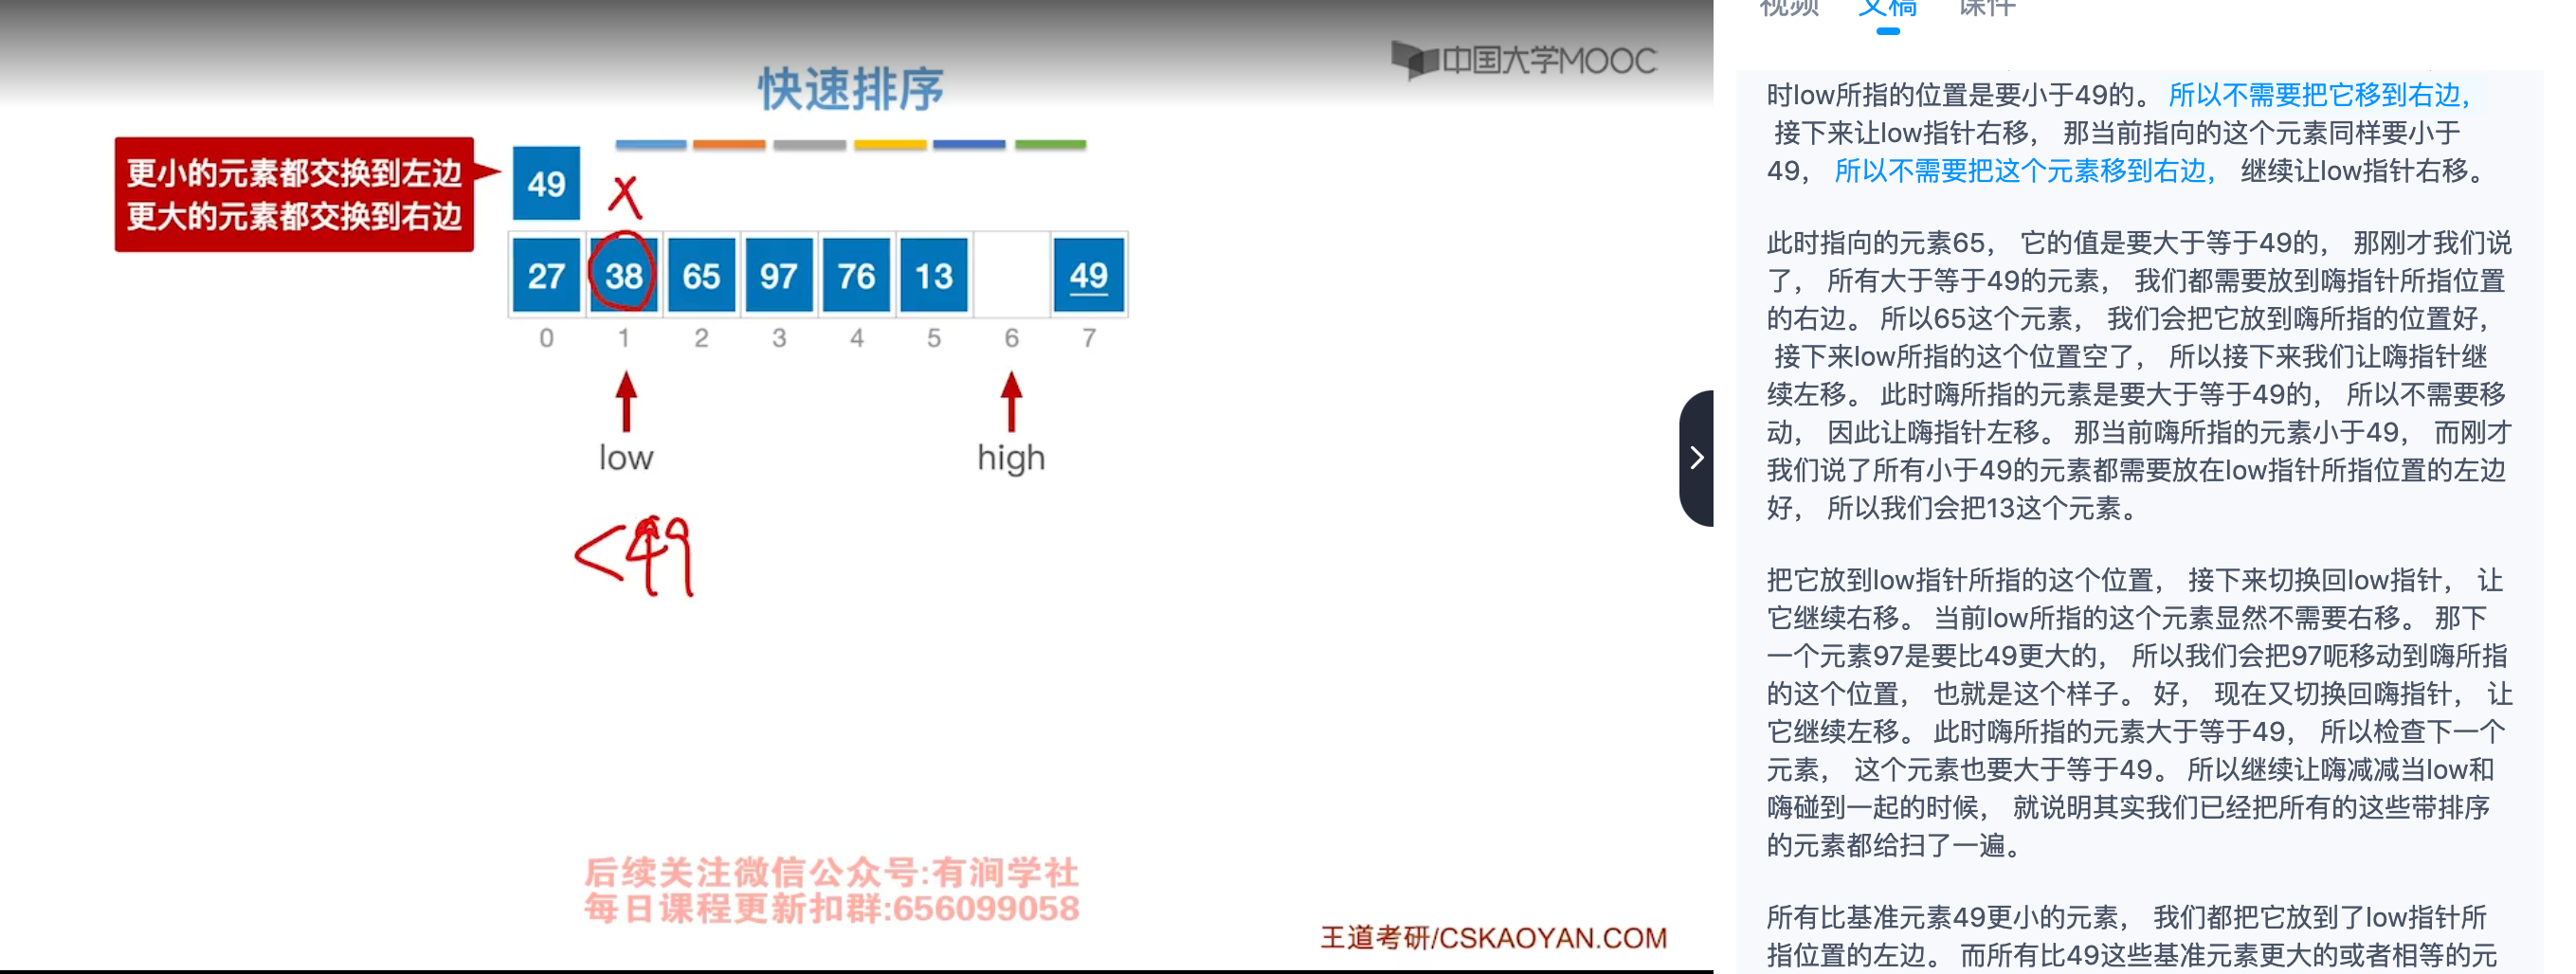 中国大学MOOC
快速排序
更小的元素都交换到左边
更大的元素都交换到右边
49
X
27 38 65 97 76 13 49
0 1 2 3 4 5 6 7
low high
<49
后续关注微信公众号:有涧学社
每日课程更新扣群:656099058
王道考研/CSKAOYAN.COM
视频 文稿 课件
时low所指的位置是要小于49的。 所以不需要把它移到右边,
接下来让low指针右移, 那当前指向的这个元素同样要小于
49, 所以不需要把这个元素移到右边, 继续让low指针右移。
此时指向的元素65, 它的值是要大于等于49的, 那刚才我们说
了, 所有大于等于49的元素, 我们都需要放到嗨指针所指位置
的右边。 所以65这个元素, 我们会把它放到嗨所指的位置好,
接下来low所指的这个位置空了, 所以接下来我们让嗨指针继
续左移。 此时嗨所指的元素是要大于等于49的, 所以不需要移
动, 因此让嗨指针左移。 那当前嗨所指的元素小于49, 而刚才
我们说了所有小于49的元素都需要放在low指针所指位置的左边
好, 所以我们会把13这个元素。
把它放到low指针所指的这个位置, 接下来切换回low指针, 让
它继续右移。 当前low所指的这个元素显然不需要右移。 那下
一个元素97是要比49更大的, 所以我们会把97呃移动到嗨所指
的这个位置, 也就是这个样子。 好, 现在又切换回嗨指针, 让
它继续左移。 此时嗨所指的元素大于等于49, 所以检查下一个
元素, 这个元素也要大于等于49。 所以继续让嗨减减当low和
嗨碰到一起的时候, 就说明其实我们已经把所有的这些带排序
的元素都给扫了一遍。
所有比基准元素49更小的元素, 我们都把它放到了low指针所
指位置的左边。 而所有比49这些基准元素更大的或者相等的元